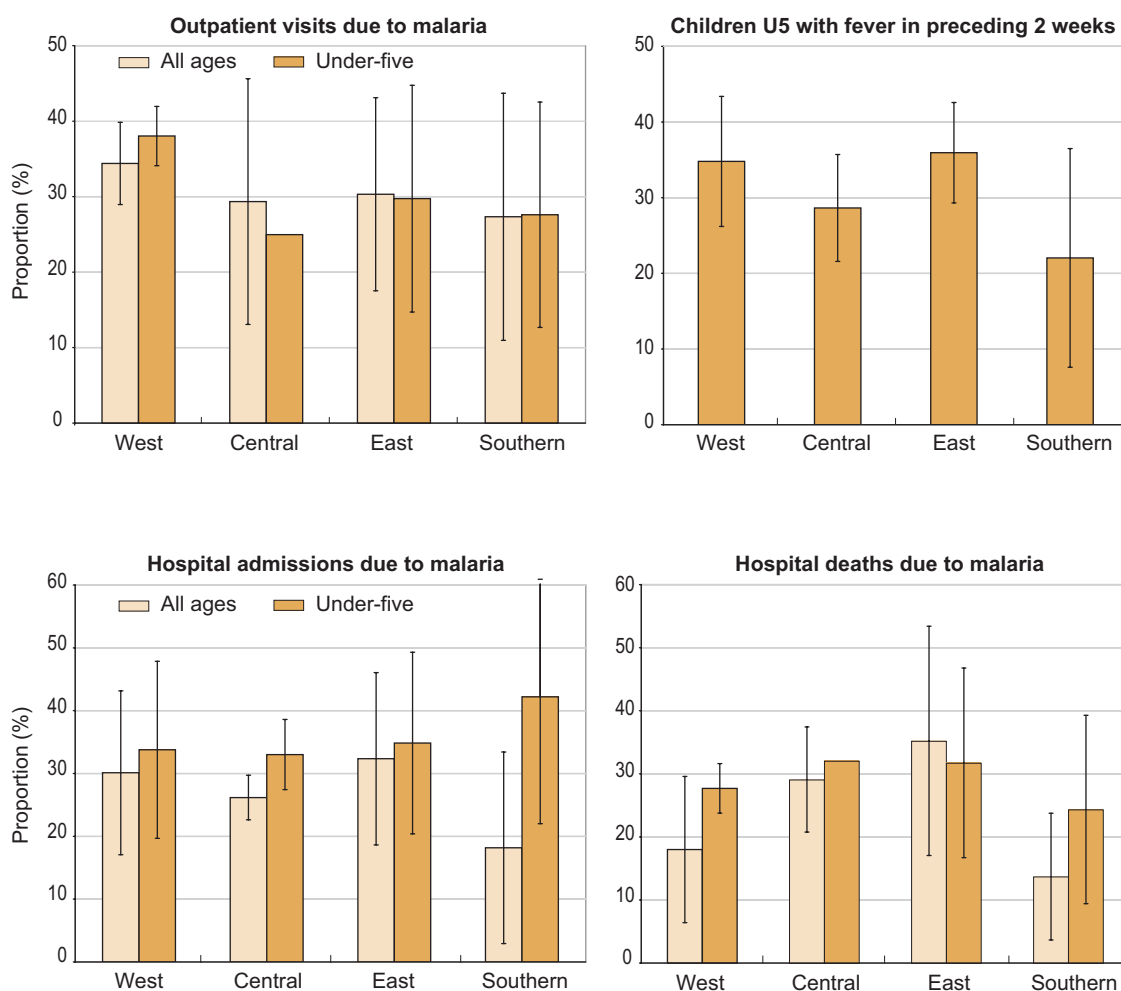 Outpatient visits due to malaria
50
All ages
Under-five
40
30
20
10
0
Proportion (%)
West
Central
East
Southern
Children U5 with fever in preceding 2 weeks
50
40
30
20
10
0
West
Central
East
Southern
Hospital admissions due to malaria
60
All ages
Under-five
50
40
30
20
10
0
Proportion (%)
West
Central
East
Southern
Hospital deaths due to malaria
60
50
40
30
20
10
0
West
Central
East
Southern